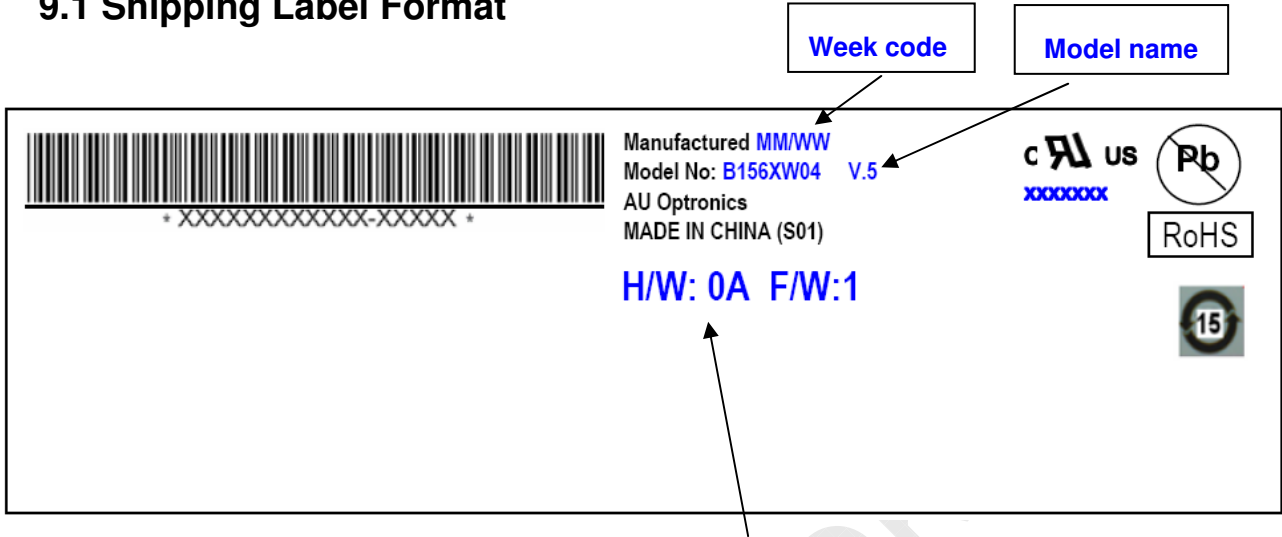 9.1 Shipping Label Format
Week code
Model name
Manufactured MM/WW
Model No: B156XW04 V.5
AU Optronics
MADE IN CHINA (S01)
H/W: 0A F/W:1
* XXXXXXXXXXXX-XXXXX *
c RU US
XXXXXXX
Pb
RoHS
15